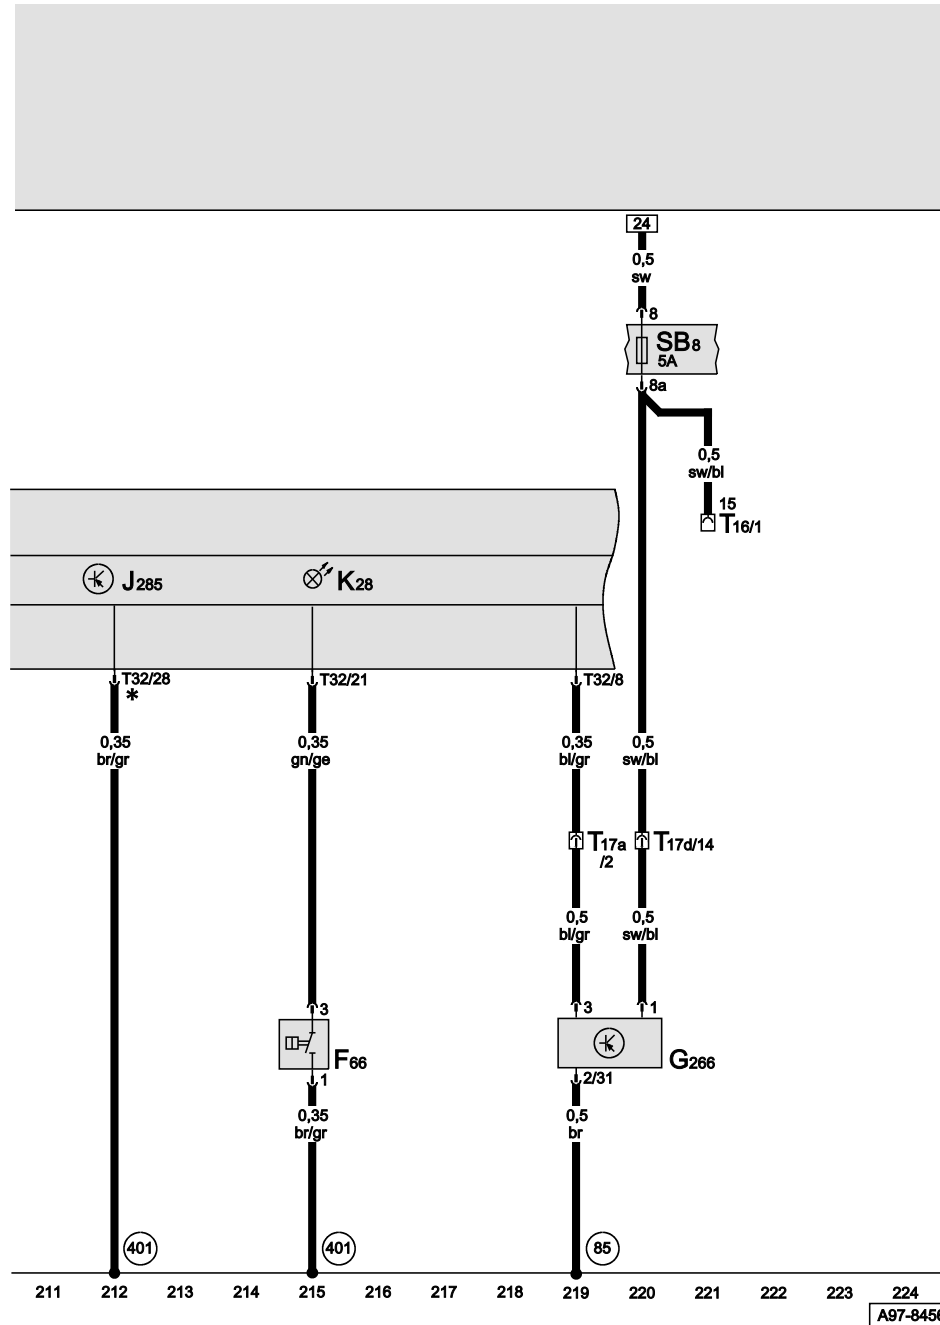 24
0,5
sw
8
SB8
5A
8a
0,5
sw/bl
15
T16/1
J285
K28
T32/28
*
T32/21
T32/8
0,35
br/gr
0,35
gn/ge
0,35
bl/gr
0,5
sw/bl
T17a
/2
T17d/14
0,5
bl/gr
0,5
sw/bl
3
3
1
F66
G266
1
2/31
0,35
br/gr
0,5
br
401
401
85
211 212 213 214 215 216 217 218 219 220 221 222 223 224